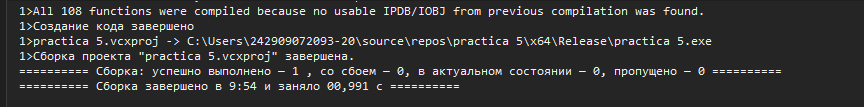 1>All 108 functions were compiled because no usable IPDB/IOBJ from previous compilation was found.
1>Создание кода завершено
1>practica 5.vcxproj -> C:\Users\242909072093-20\source\repos\practica 5\x64\Release\practica 5.exe
1>Сборка проекта "practica 5.vcxproj" завершена.
========== Сборка: успешно выполнено — 1 , со сбоем — 0, в актуальном состоянии — 0, пропущено — 0 ==========
========== Сборка завершено в 9:54 и заняло 00,991 с ==========